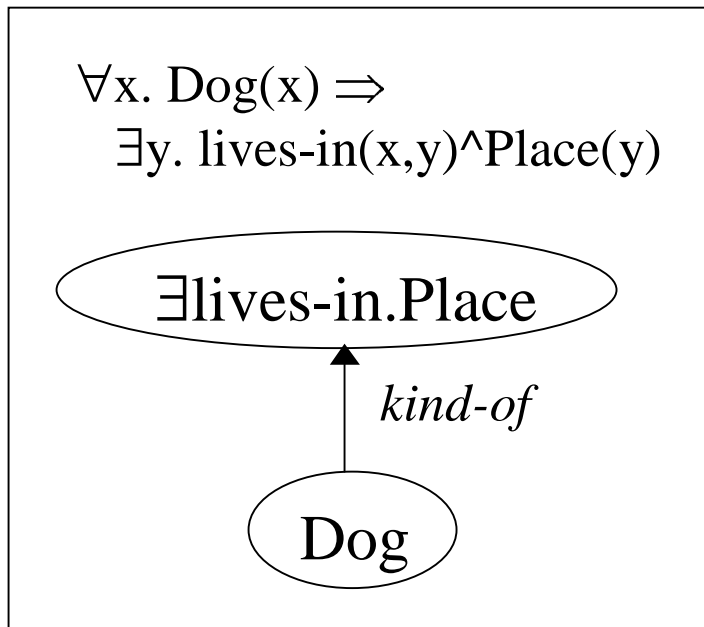 ∀x. Dog(x) ⇒
∃y. lives-in(x,y)^Place(y)
∃lives-in.Place
kind-of
Dog